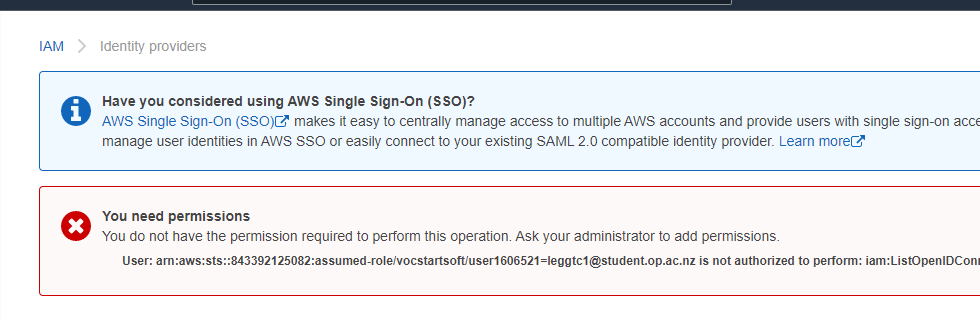 IAM > Identity providers
Have you considered using AWS Single Sign-On (SSO)?
AWS Single Sign-On (SSO) makes it easy to centrally manage access to multiple AWS accounts and provide users with single sign-on acce
manage user identities in AWS SSO or easily connect to your existing SAML 2.0 compatible identity provider. Learn more
You need permissions
You do not have the permission required to perform this operation. Ask your administrator to add permissions.
User: arn:aws:sts::843392125082:assumed-role/vocstartsoft/user1606521=leggtc1@student.op.ac.nz is not authorized to perform: iam:ListOpenIDConn